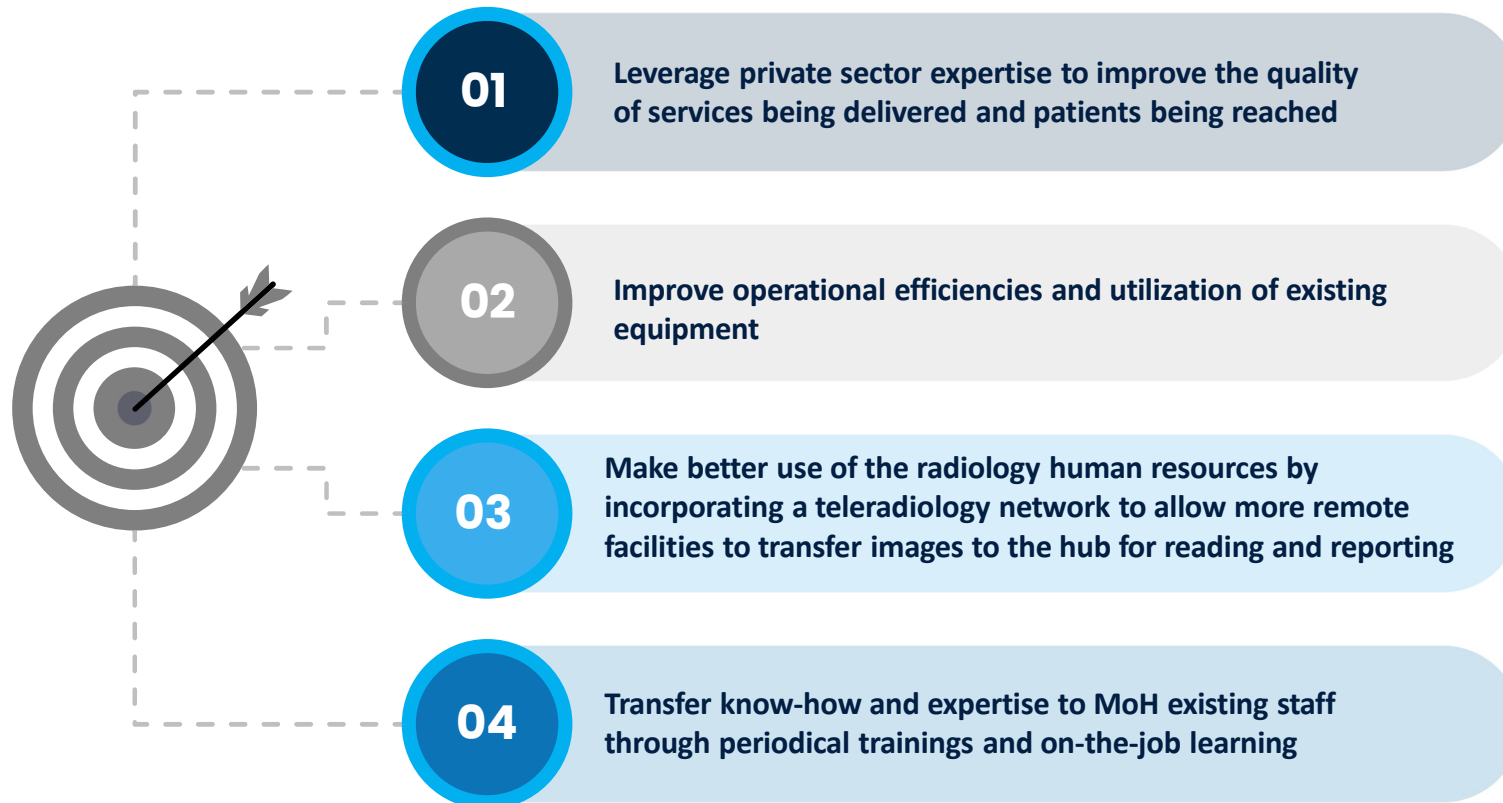 01
Leverage private sector expertise to improve the quality
of services being delivered and patients being reached
02
Improve operational efficiencies and utilization of existing
equipment
03
Make better use of the radiology human resources by
incorporating a teleradiology network to allow more remote
facilities to transfer images to the hub for reading and reporting
04
Transfer know-how and expertise to MoH existing staff
through periodical trainings and on-the-job learning